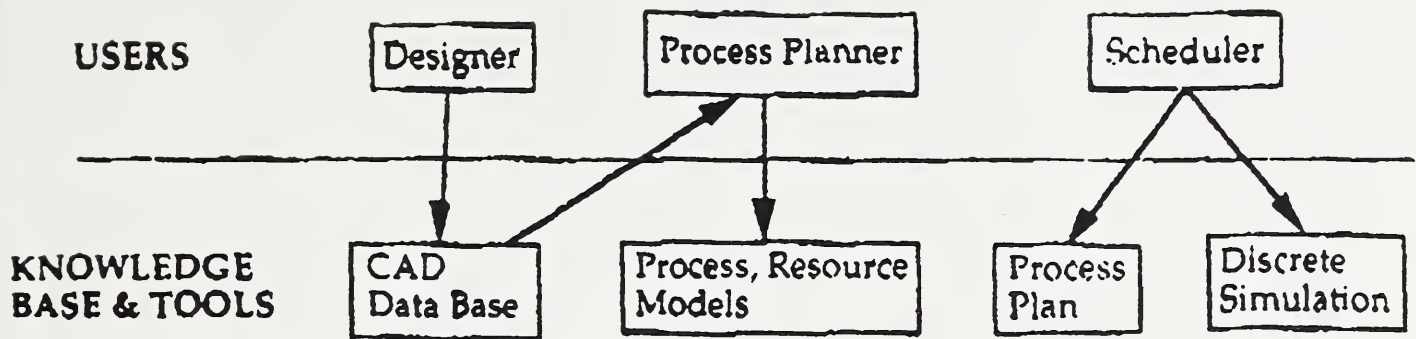 USERS
Designer
Process Planner
Scheduler
KNOWLEDGE
BASE & TOOLS
CAD
Data Base
Process, Resource
Models
Process
Plan
Discrete
Simulation